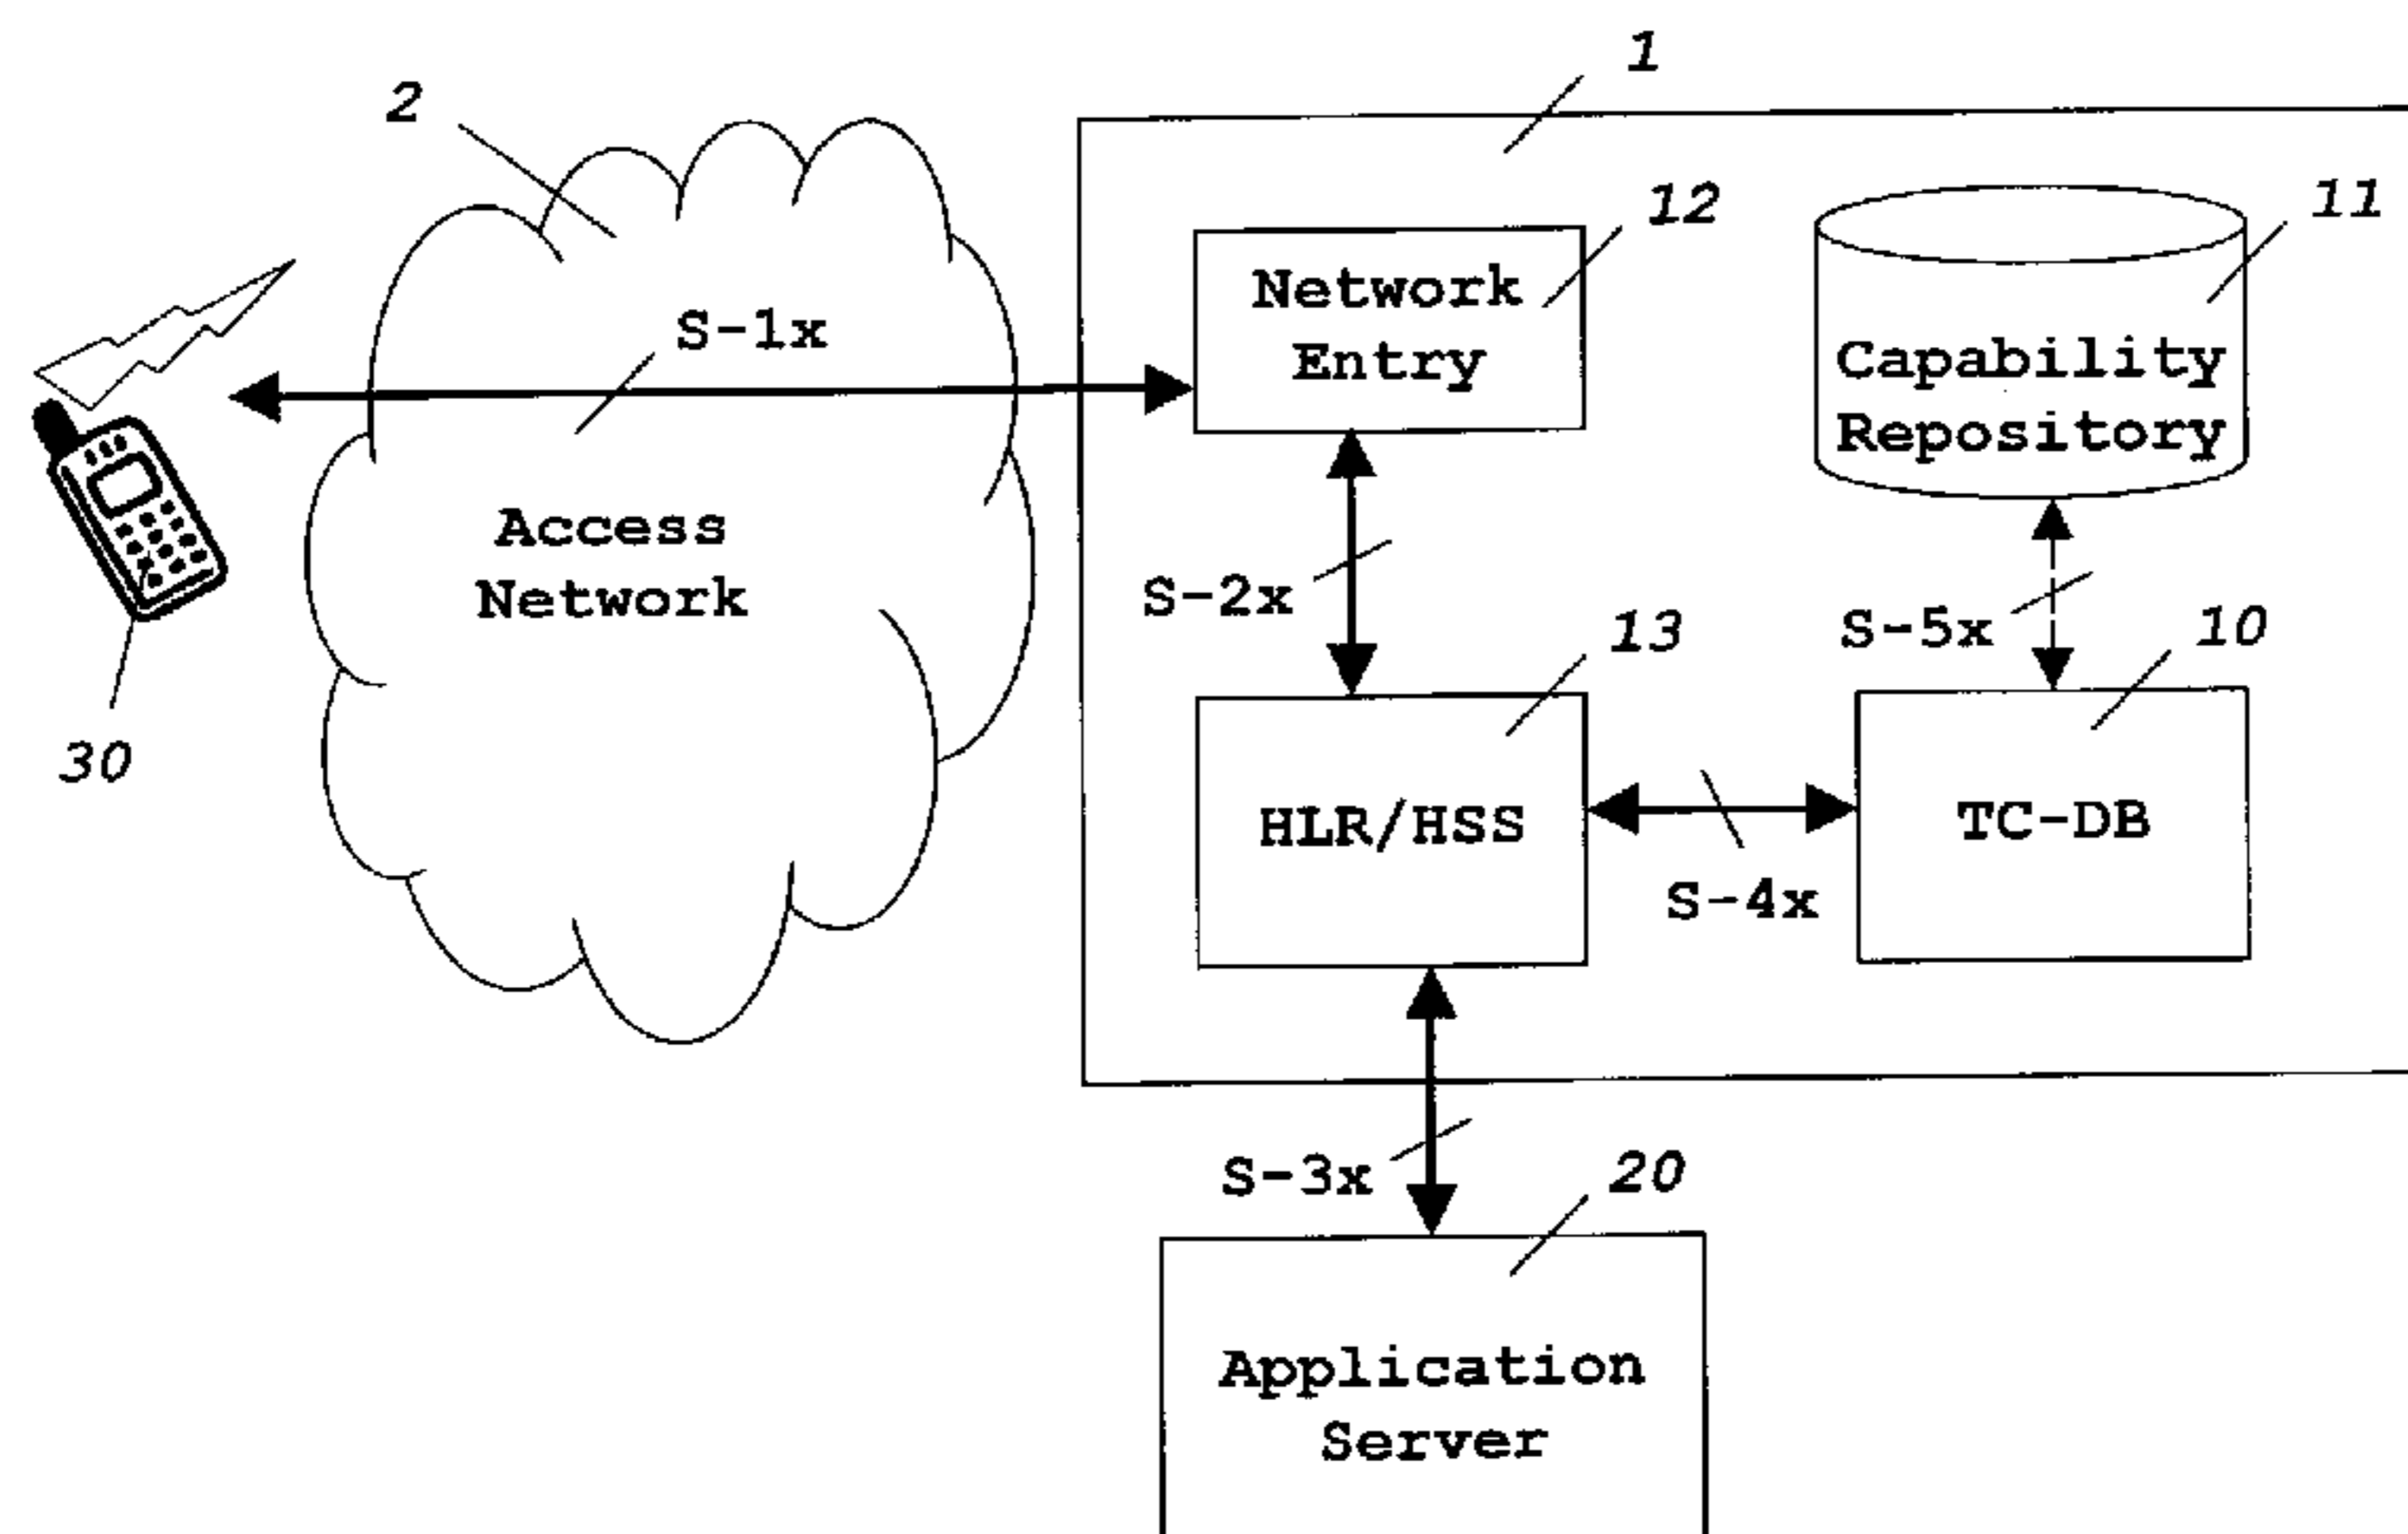 1
2
12
11
Network
Entry
Capability
Repository
S-1x
Access
Network
S-2x
S-5x
13
10
30
HLR/HSS
TC-DB
S-4x
S-3x
20
Application
Server